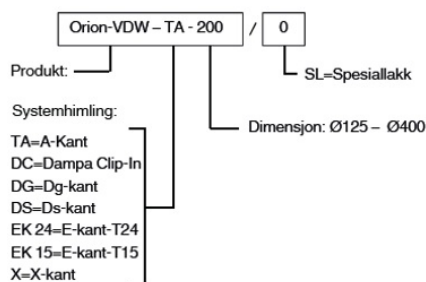 Orion-VDW – TA - 200 / 0
Produkt:
SL=Spesiallakk
Systemhimling:
Dimensjon: Ø125 – Ø400
TA=A-Kant
DC=Dampa Clip-In
DG=Dg-kant
DS=Ds-kant
EK 24=E-kant-T24
EK 15=E-kant-T15
X=X-kant